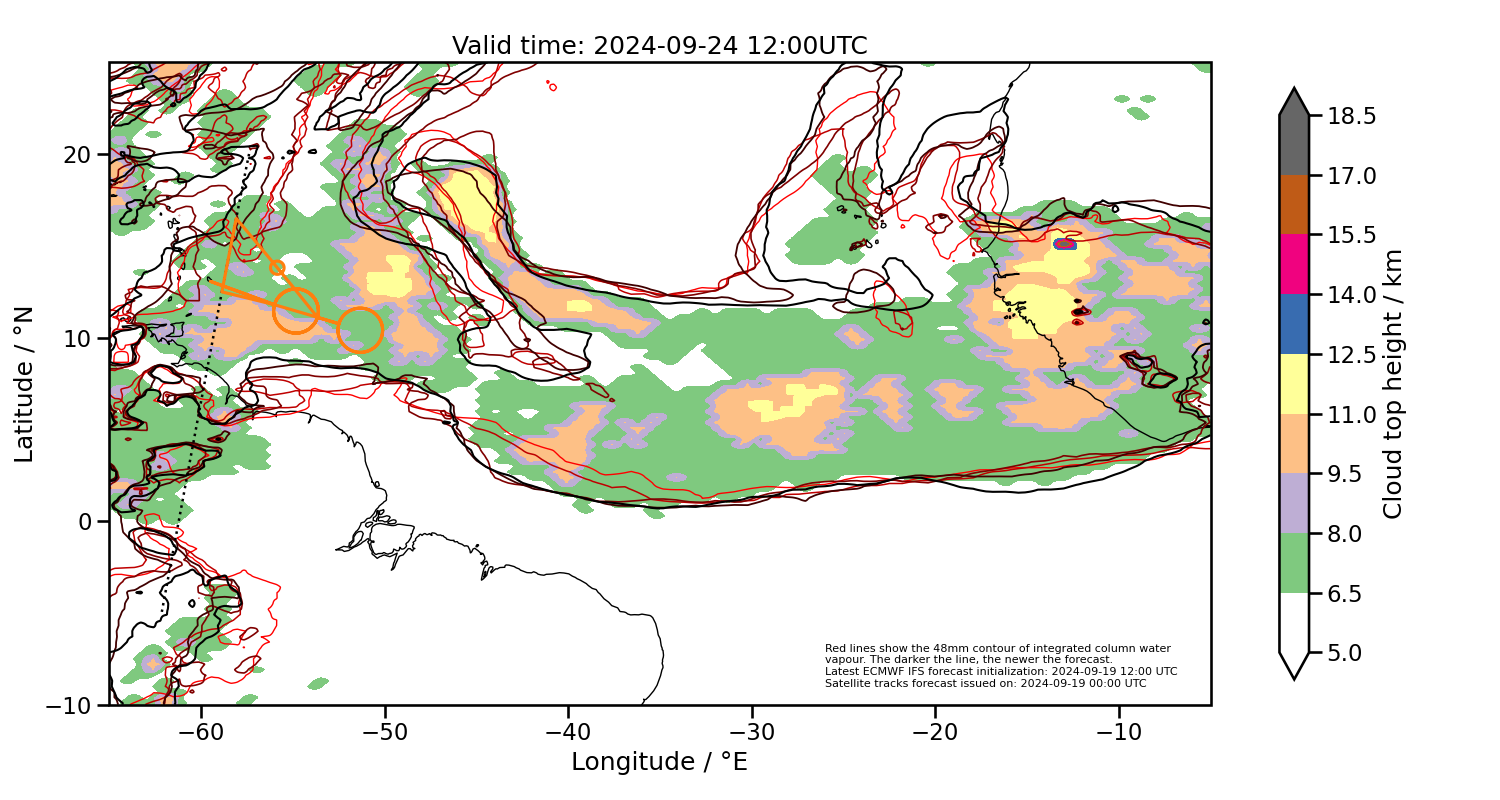 Valid time: 2024-09-24 12:00UTC
20
10
0
−10
Latitude / °N
−60
−50
−40
−30
−20
−10
Longitude / °E
Red lines show the 48mm contour of integrated column water
vapour. The darker the line, the newer the forecast.
Latest ECMWF IFS forecast initialization: 2024-09-19 12:00 UTC
Satellite tracks forecast issued on: 2024-09-19 00:00 UTC
18.5
17.0
15.5
14.0
12.5
11.0
9.5
8.0
6.5
5.0
Cloud top height / km